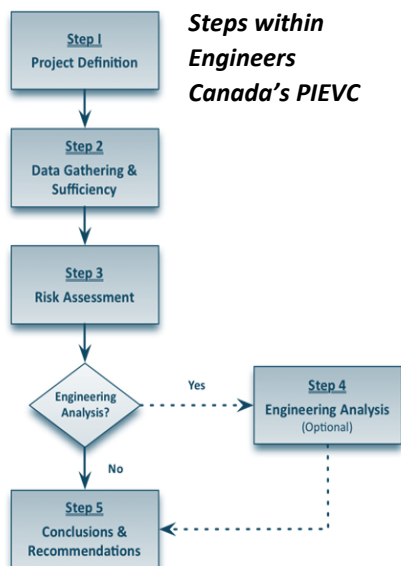 Steps within
Engineers
Canada's PIEVC
Step I
Project Definition
Step 2
Data Gathering &
Sufficiency
Step 3
Risk Assessment
Engineering
Analysis?
Yes
Step 4
Engineering Analysis
(Optional)
No
Step 5
Conclusions &
Recommendations